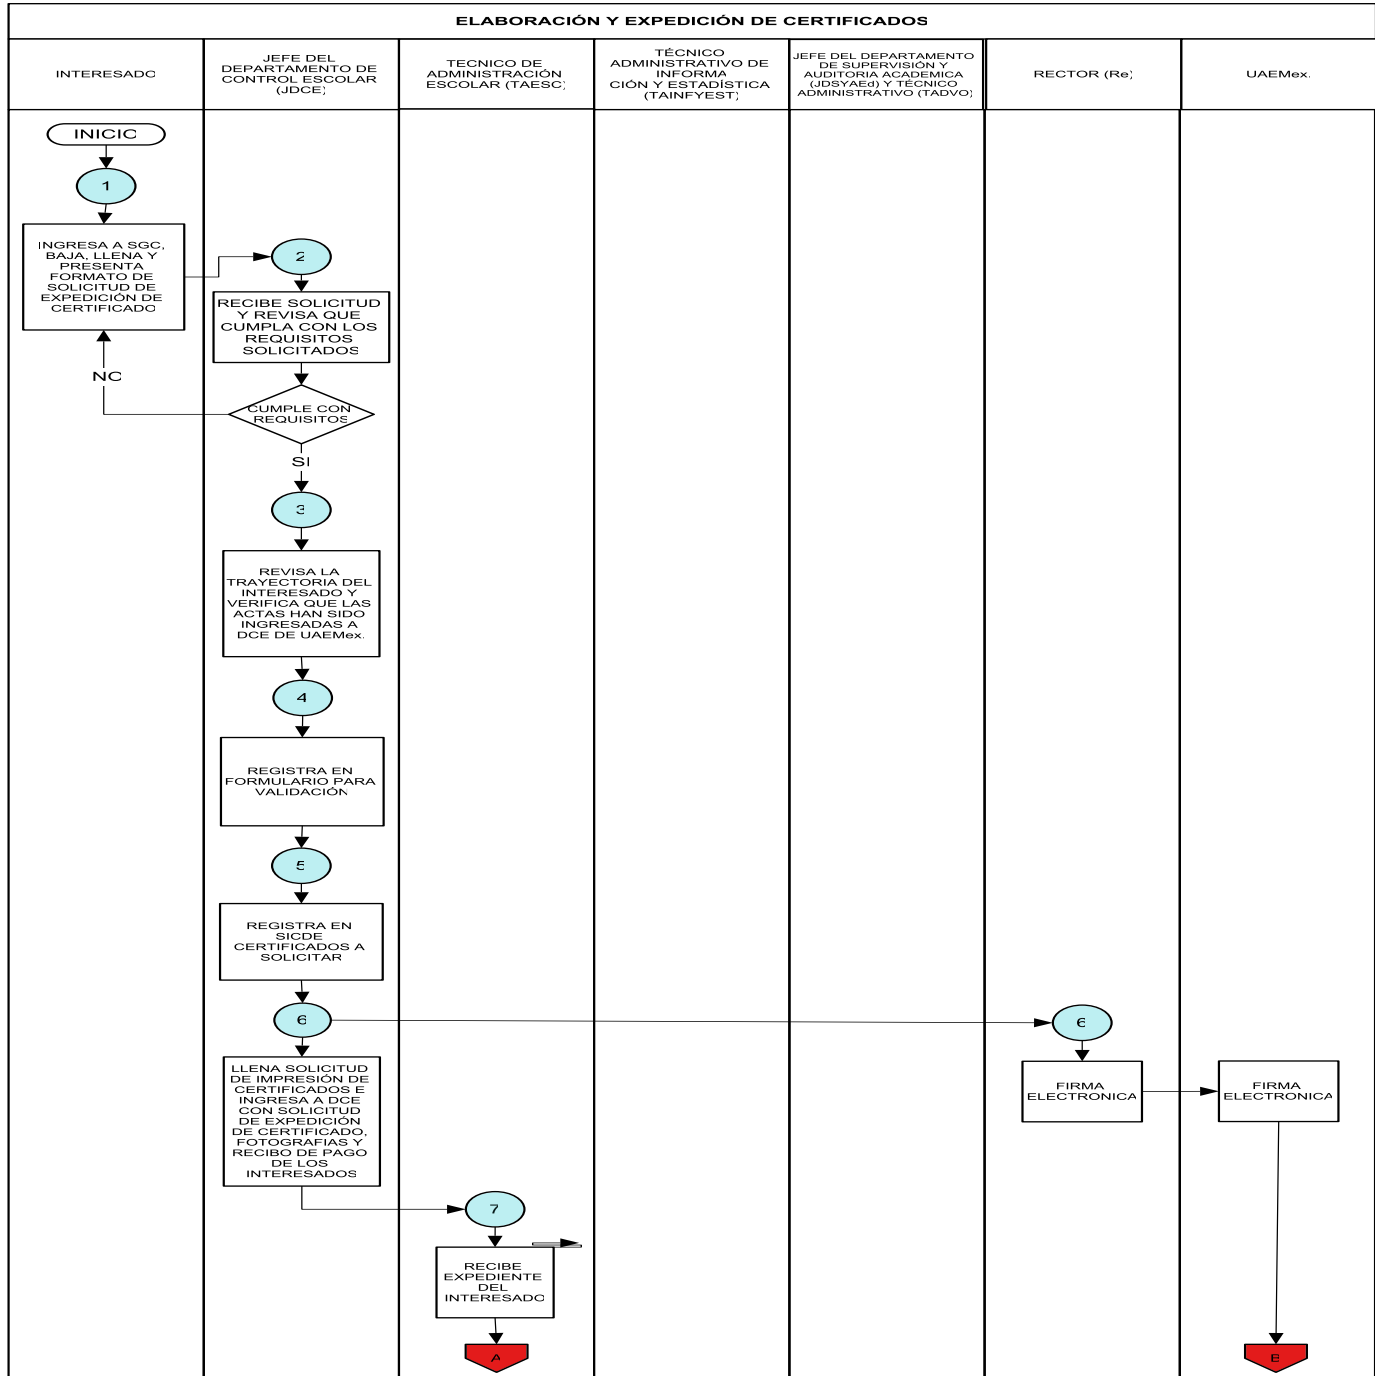 ELABORACIÓN Y EXPEDICIÓN DE CERTIFICADOS
INTERESADO
JEFE DEL
DEPARTAMENTO DE
CONTROL ESCOLAR
(JDCE)
TECNICO DE
ADMINISTRACIÓN
ESCOLAR (TAESC)
TÉCNICO
ADMINISTRATIVO DE
INFORMA
CIÓN Y ESTADÍSTICA
(TAINFYEST)
JEFE DEL DEPARTAMENTO
DE SUPERVISIÓN Y
AUDITORIA ACADEMICA
(JDSYAEd) Y TÉCNICO
ADMINISTRATIVO (TADVO)
RECTOR (Re)
UAEMex.
INICIO
1
INGRESA A SGC,
BAJA, LLENA Y
PRESENTA
FORMATO DE
SOLICITUD DE
EXPEDICIÓN DE
CERTIFICADO
2
RECIBE SOLICITUD
Y REVISA QUE
CUMPLA CON LOS
REQUISITOS
SOLICITADOS
NO
CUMPLE CON
REQUISITOS
SI
3
REVISA LA
TRAYECTORIA DEL
INTERESADO Y
VERIFICA QUE LAS
ACTAS HAN SIDO
INGRESADAS A
DCE DE UAEMex.
4
REGISTRA EN
FORMULARIO PARA
VALIDACIÓN
5
REGISTRA EN
SICDE
CERTIFICADOS A
SOLICITAR
6
6
LLENA SOLICITUD
DE IMPRESIÓN DE
CERTIFICADOS E
INGRESA A DCE
CON SOLICITUD
DE EXPEDICIÓN
DE CERTIFICADO,
FOTOGRAFIAS Y
RECIBO DE PAGO
DE LOS
INTERESADOS
FIRMA
ELECTRONICA
FIRMA
ELECTRONICA
7
RECIBE
EXPEDIENTE
DEL
INTERESADO
A
B